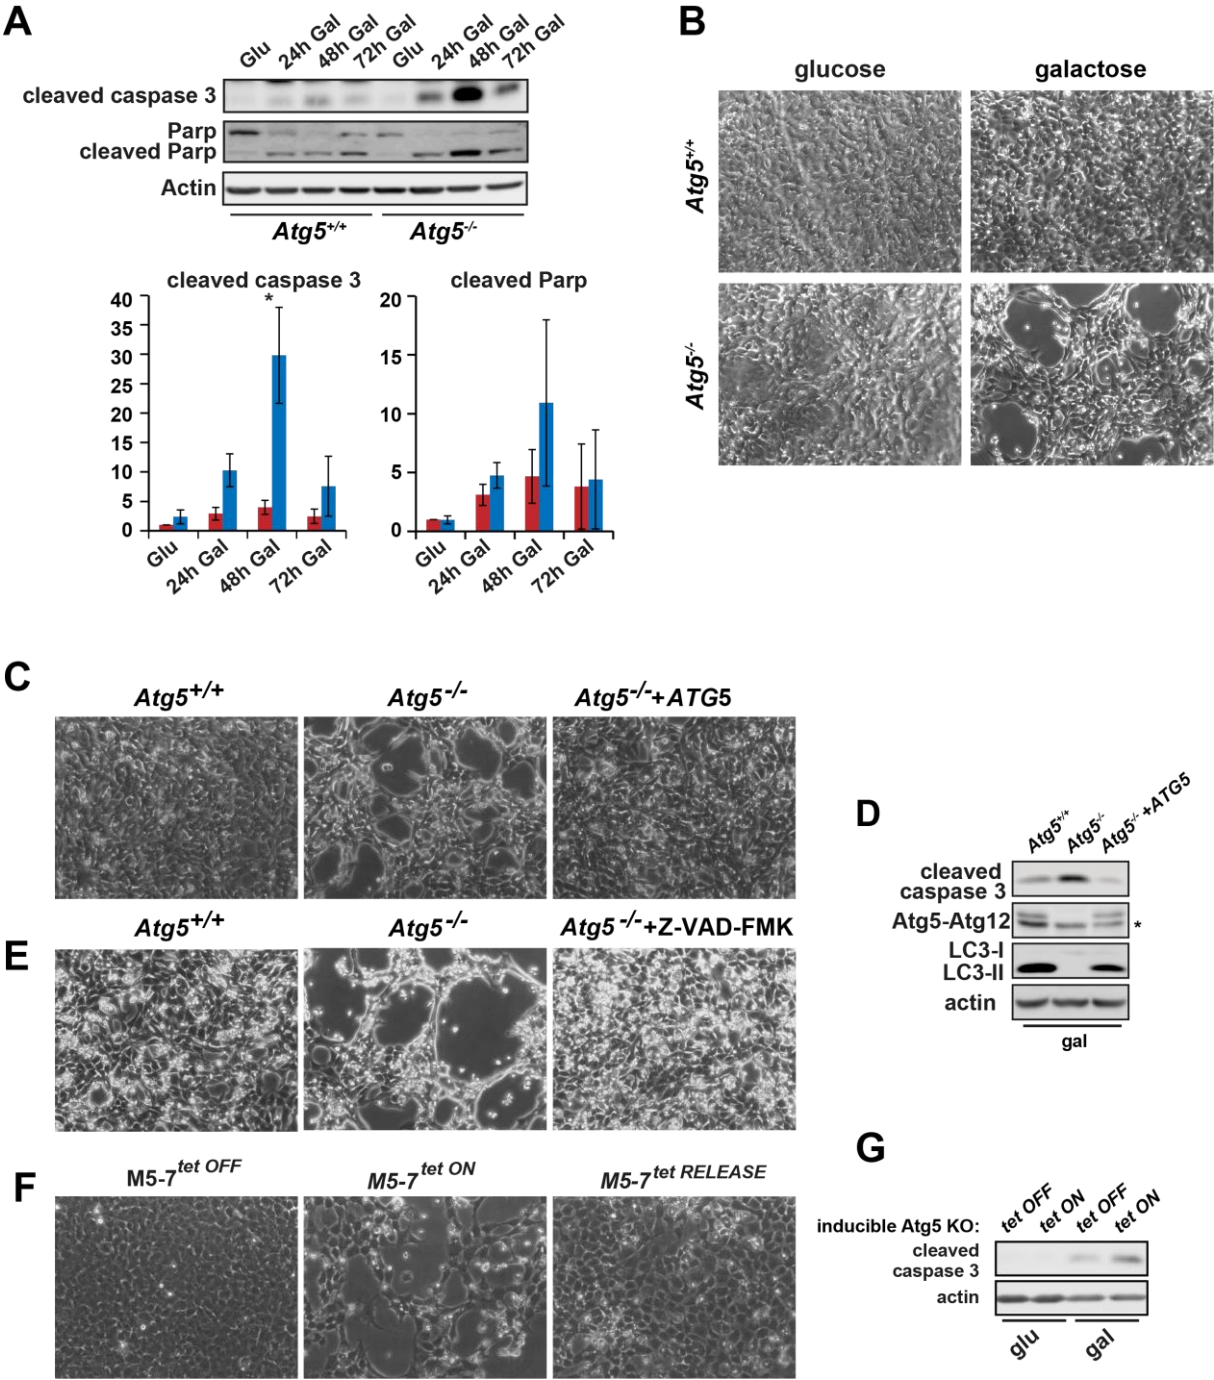 A
Glu
24h Gal
48h Gal
72h Gal
Glu
24h Gal
48h Gal
72h Gal
cleaved caspase 3
Parp
cleaved Parp
Actin
Atg5+/+
Atg5-/-
cleaved caspase 3
40
35
30
25
20
15
10
5
0
*
Glu
24h Gal
48h Gal
72h Gal
cleaved Parp
20
15
10
5
0
Glu
24h Gal
48h Gal
72h Gal
B
glucose
galactose
Atg5+/+
Atg5-/-
C
Atg5+/+
Atg5-/-
Atg5-/-+ATG5
D
Atg5+/+
Atg5-/-
Atg5-/-+ATG5
cleaved
caspase 3
Atg5-Atg12
*
LC3-I
LC3-II
actin
gal
E
Atg5+/+
Atg5-/-
Atg5-/-+Z-VAD-FMK
F
M5-7tet OFF
M5-7tet ON
M5-7tet RELEASE
G
inducible Atg5 KO:
tet OFF
tet ON
tet OFF
tet ON
cleaved
caspase 3
actin
glu
gal